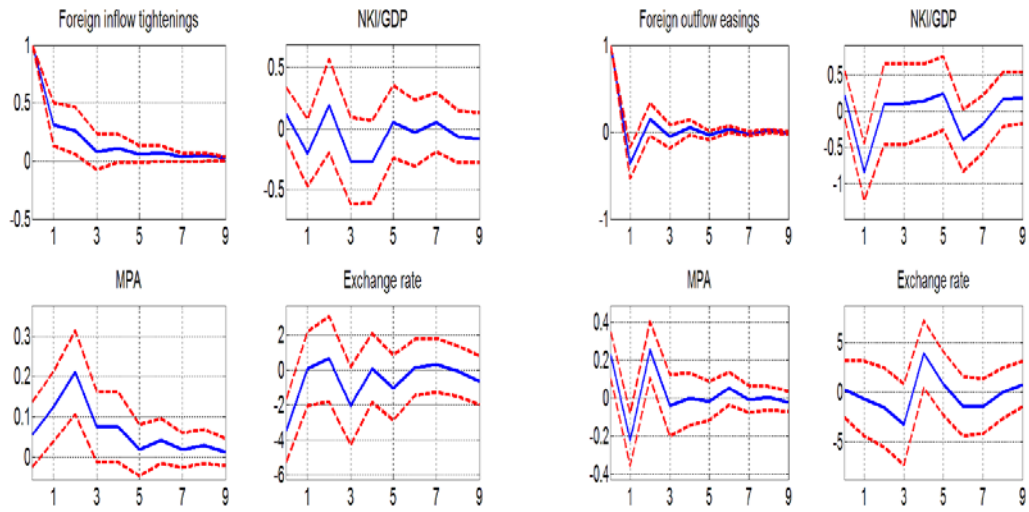 Foreign inflow tightenings
NKI/GDP
Foreign outflow easings
NKI/GDP
1
0.5
0
-0.5
1 3 5 7 9
0.5
0
-0.5
1 3 5 7 9
1
0
-1
1 3 5 7 9
0.5
0
-0.5
-1
1 3 5 7 9
MPA
Exchange rate
MPA
Exchange rate
0.3
0.2
0.1
0
1 3 5 7 9
2
0
-2
-4
-6
1 3 5 7 9
0.4
0.2
0
-0.2
-0.4
1 3 5 7 9
5
0
-5
1 3 5 7 9